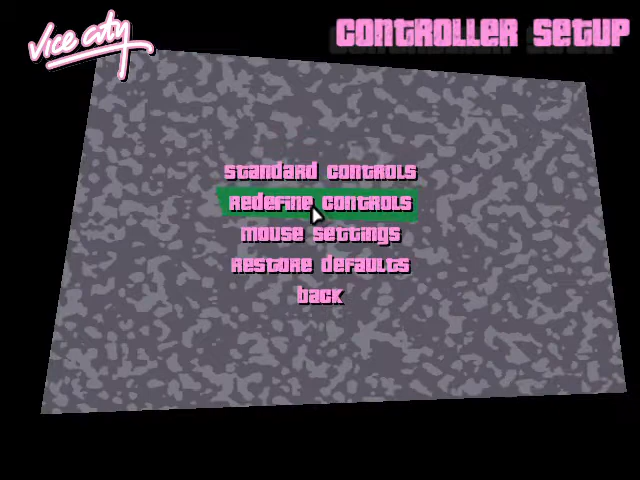 vice city
CONTROLLER SETUP
STANDARD CONTROLS
REDEFINE CONTROLS
MOUSE SETTINGS
RESTORE DEFAULTS
BACK